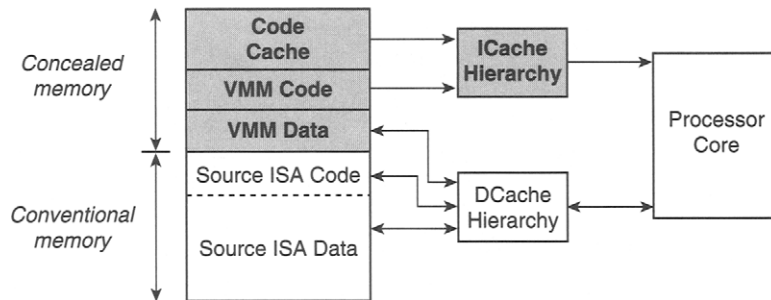 Concealed
memory
Conventional
memory
Code
Cache
VMM Code
VMM Data
Source ISA Code
Source ISA Data
ICache
Hierarchy
DCache
Hierarchy
Processor
Core